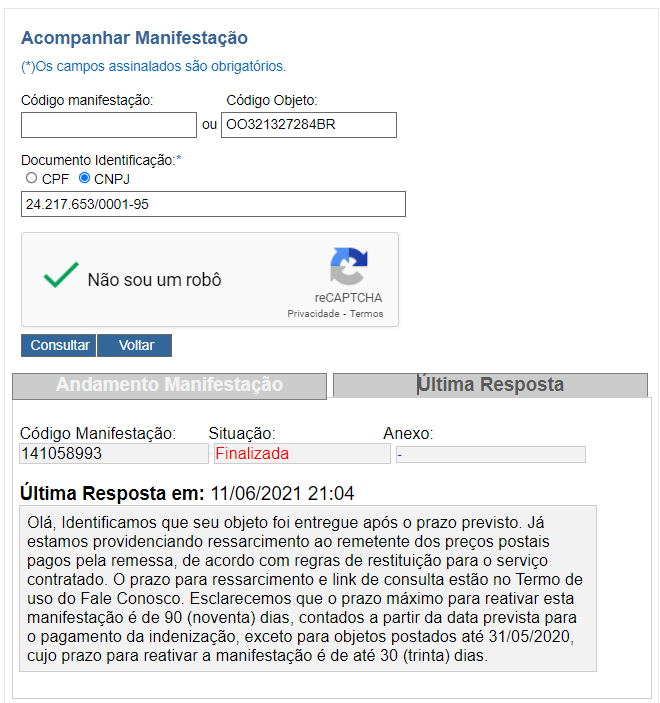 Acompanhar Manifestação
(*)Os campos assinalados são obrigatórios.
Código manifestação: Código Objeto:
ou OO321327284BR
Documento Identificação:*
CPF CNPJ
24.217.653/0001-95
Não sou um robô
reCAPTCHA
Privacidade - Termos
Consultar Voltar
Andamento Manifestação Última Resposta
Código Manifestação: Situação: Anexo:
141058993 Finalizada -
Última Resposta em: 11/06/2021 21:04
Olá, Identificamos que seu objeto foi entregue após o prazo previsto. Já
estamos providenciando ressarcimento ao remetente dos preços postais
pagos pela remessa, de acordo com regras de restituição para o serviço
contratado. O prazo para ressarcimento e link de consulta estão no Termo de
uso do Fale Conosco. Esclarecemos que o prazo máximo para reativar esta
manifestação é de 90 (noventa) dias, contados a partir da data prevista para
o pagamento da indenização, exceto para objetos postados até 31/05/2020,
cujo prazo para reativar a manifestação é de até 30 (trinta) dias.